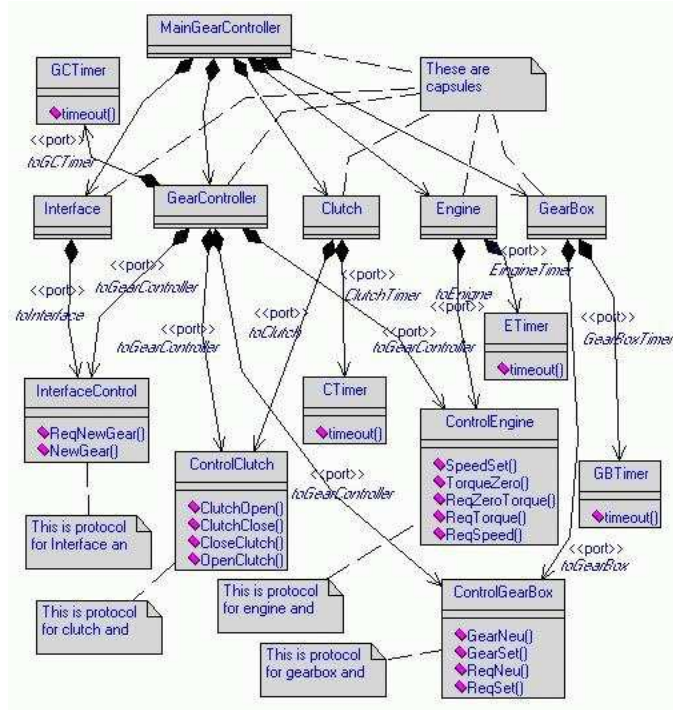 MainGearController
GCTimer
timeout()
These are
capsules
<<port>>
toGCTimer
Interface
GearController
Clutch
Engine
GearBox
<<port>>
toInterface
<<port>>
toGearController
<<port>>
toGearController
<<port>>
toClutch
<<port>>
ClutchTimer
<<port>>
toGearController
<<port>>
toEnigne
<<port>>
EingineTimer
<<port>>
GearBoxTimer
ETimer
timeout()
InterfaceControl
ReqNewGear()
NewGear()
CTimer
timeout()
ControlEngine
SpeedSet()
TorqueZero()
ReqZeroTorque()
ReqTorque()
ReqSpeed()
ControlClutch
ClutchOpen()
ClutchClose()
CloseClutch()
OpenClutch()
<<port>>
toGearController
GBTimer
timeout()
This is protocol
for Interface an
<<port>>
toGearBox
This is protocol
for clutch and
This is protocol
for engine and
ControlGearBox
GearNeu()
GearSet()
ReqNeu()
ReqSet()
This is protocol
for gearbox and